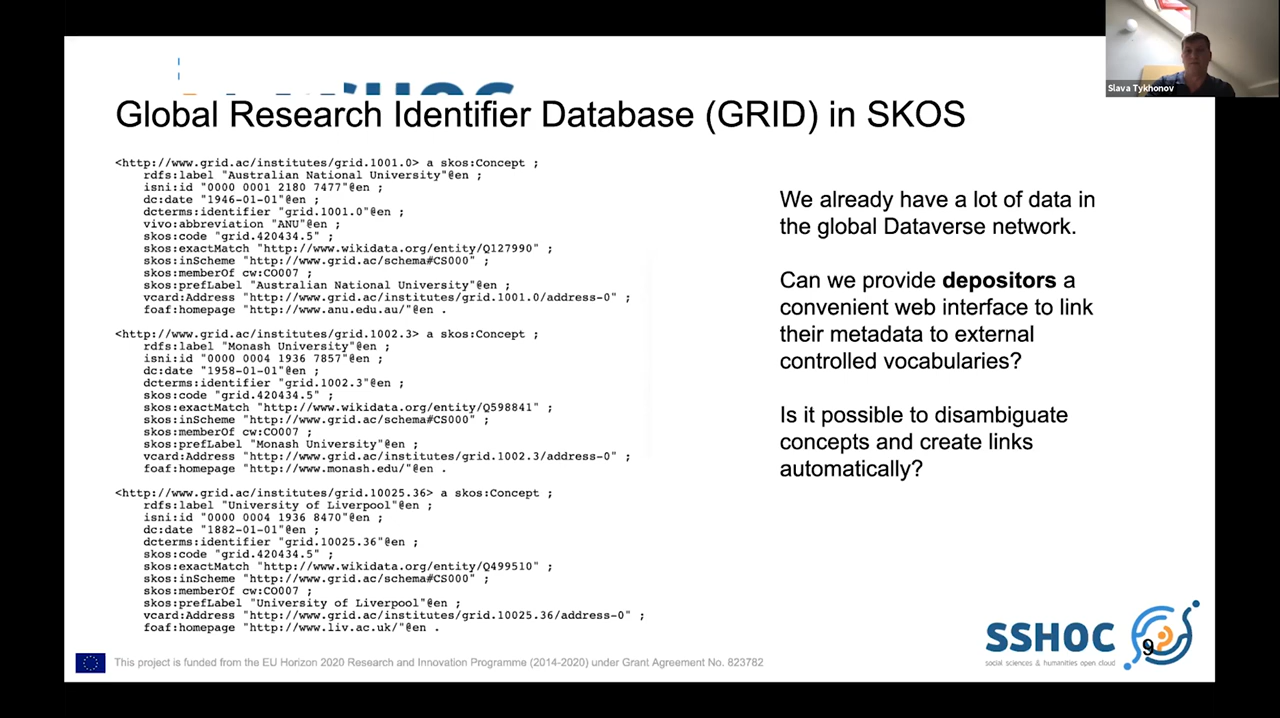 Slava Tykhonov
Global Research Identifier Database (GRID) in SKOS
<http://www.grid.ac/institutes/grid.1001.0> a skos:Concept ;
rdfs:label "Australian National University"@en ;
isni:id "0000 0001 2180 7477"@en ;
dc:date "1946-01-01"@en ;
dcterms:identifier "grid.1001.0"@en ;
vivo:abbreviation "ANU"@en ;
skos:code "grid.420434.5" ;
skos:exactMatch "http://www.wikidata.org/entity/Q127990" ;
skos:inScheme "http://www.grid.ac/schema#CS000" ;
skos:memberOf cw:CO007 ;
skos:prefLabel "Australian National University"@en ;
vcard:Address "http://www.grid.ac/institutes/grid.1001.0/address-0" ;
foaf:homepage "http://www.anu.edu.au/"@en .
<http://www.grid.ac/institutes/grid.1002.3> a skos:Concept ;
rdfs:label "Monash University"@en ;
isni:id "0000 0004 1936 7857"@en ;
dc:date "1958-01-01"@en ;
dcterms:identifier "grid.1002.3"@en ;
skos:code "grid.420434.5" ;
skos:exactMatch "http://www.wikidata.org/entity/Q598841" ;
skos:inScheme "http://www.grid.ac/schema#CS000" ;
skos:memberOf cw:CO007 ;
skos:prefLabel "Monash University"@en ;
vcard:Address "http://www.grid.ac/institutes/grid.1002.3/address-0" ;
foaf:homepage "http://www.monash.edu/"@en .
<http://www.grid.ac/institutes/grid.10025.36> a skos:Concept ;
rdfs:label "University of Liverpool"@en ;
isni:id "0000 0004 1936 8470"@en ;
dc:date "1882-01-01"@en ;
dcterms:identifier "grid.10025.36"@en ;
skos:code "grid.420434.5" ;
skos:exactMatch "http://www.wikidata.org/entity/Q499510" ;
skos:inScheme "http://www.grid.ac/schema#CS000" ;
skos:memberOf cw:CO007 ;
skos:prefLabel "University of Liverpool"@en ;
vcard:Address "http://www.grid.ac/institutes/grid.10025.36/address-0" ;
foaf:homepage "http://www.liv.ac.uk/"@en .
We already have a lot of data in
the global Dataverse network.
Can we provide depositors a
convenient web interface to link
their metadata to external
controlled vocabularies?
Is it possible to disambiguate
concepts and create links
automatically?
SSHOC
social sciences & humanities open cloud
9
This project is funded from the EU Horizon 2020 Research and Innovation Programme (2014-2020) under Grant Agreement No. 823782